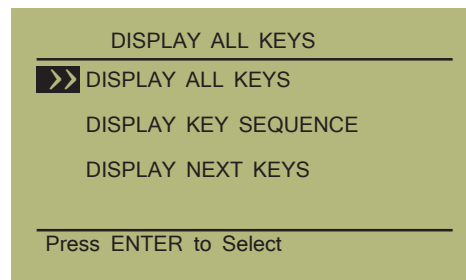 DISPLAY ALL KEYS
>> DISPLAY ALL KEYS
DISPLAY KEY SEQUENCE
DISPLAY NEXT KEYS
Press ENTER to Select